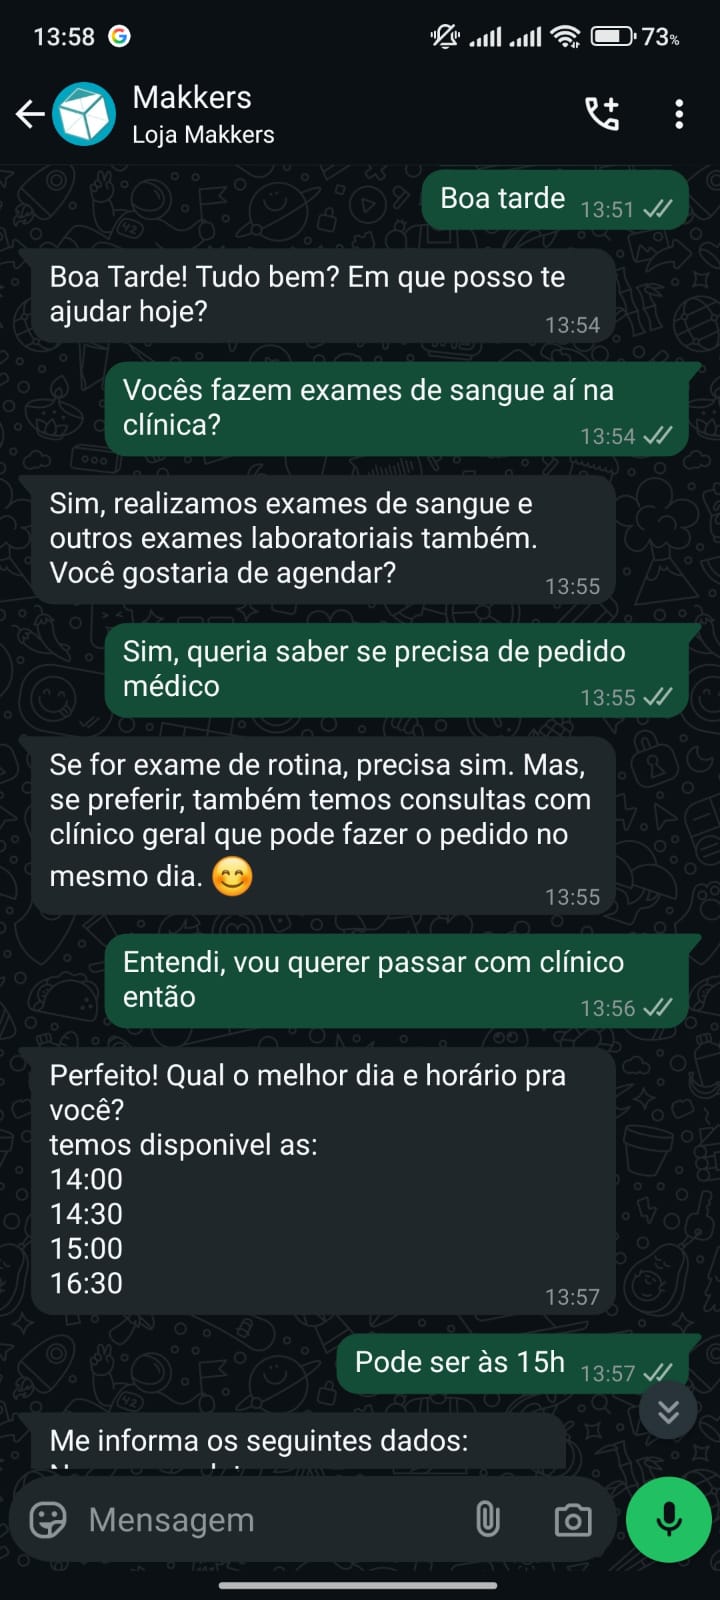 13:58
73%
Makkers
Loja Makkers
Boa tarde
13:51
Boa Tarde! Tudo bem? Em que posso te
ajudar hoje?
13:54
Vocês fazem exames de sangue aí na
clínica?
13:54
Sim, realizamos exames de sangue e
outros exames laboratoriais também.
Você gostaria de agendar?
13:55
Sim, queria saber se precisa de pedido
médico
13:55
Se for exame de rotina, precisa sim. Mas,
se preferir, também temos consultas com
clínico geral que pode fazer o pedido no
mesmo dia. 😊
13:55
Entendi, vou querer passar com clínico
então
13:56
Perfeito! Qual o melhor dia e horário pra
você?
temos disponivel as:
14:00
14:30
15:00
16:30
13:57
Pode ser às 15h
13:57
Me informa os seguintes dados:
Mensagem